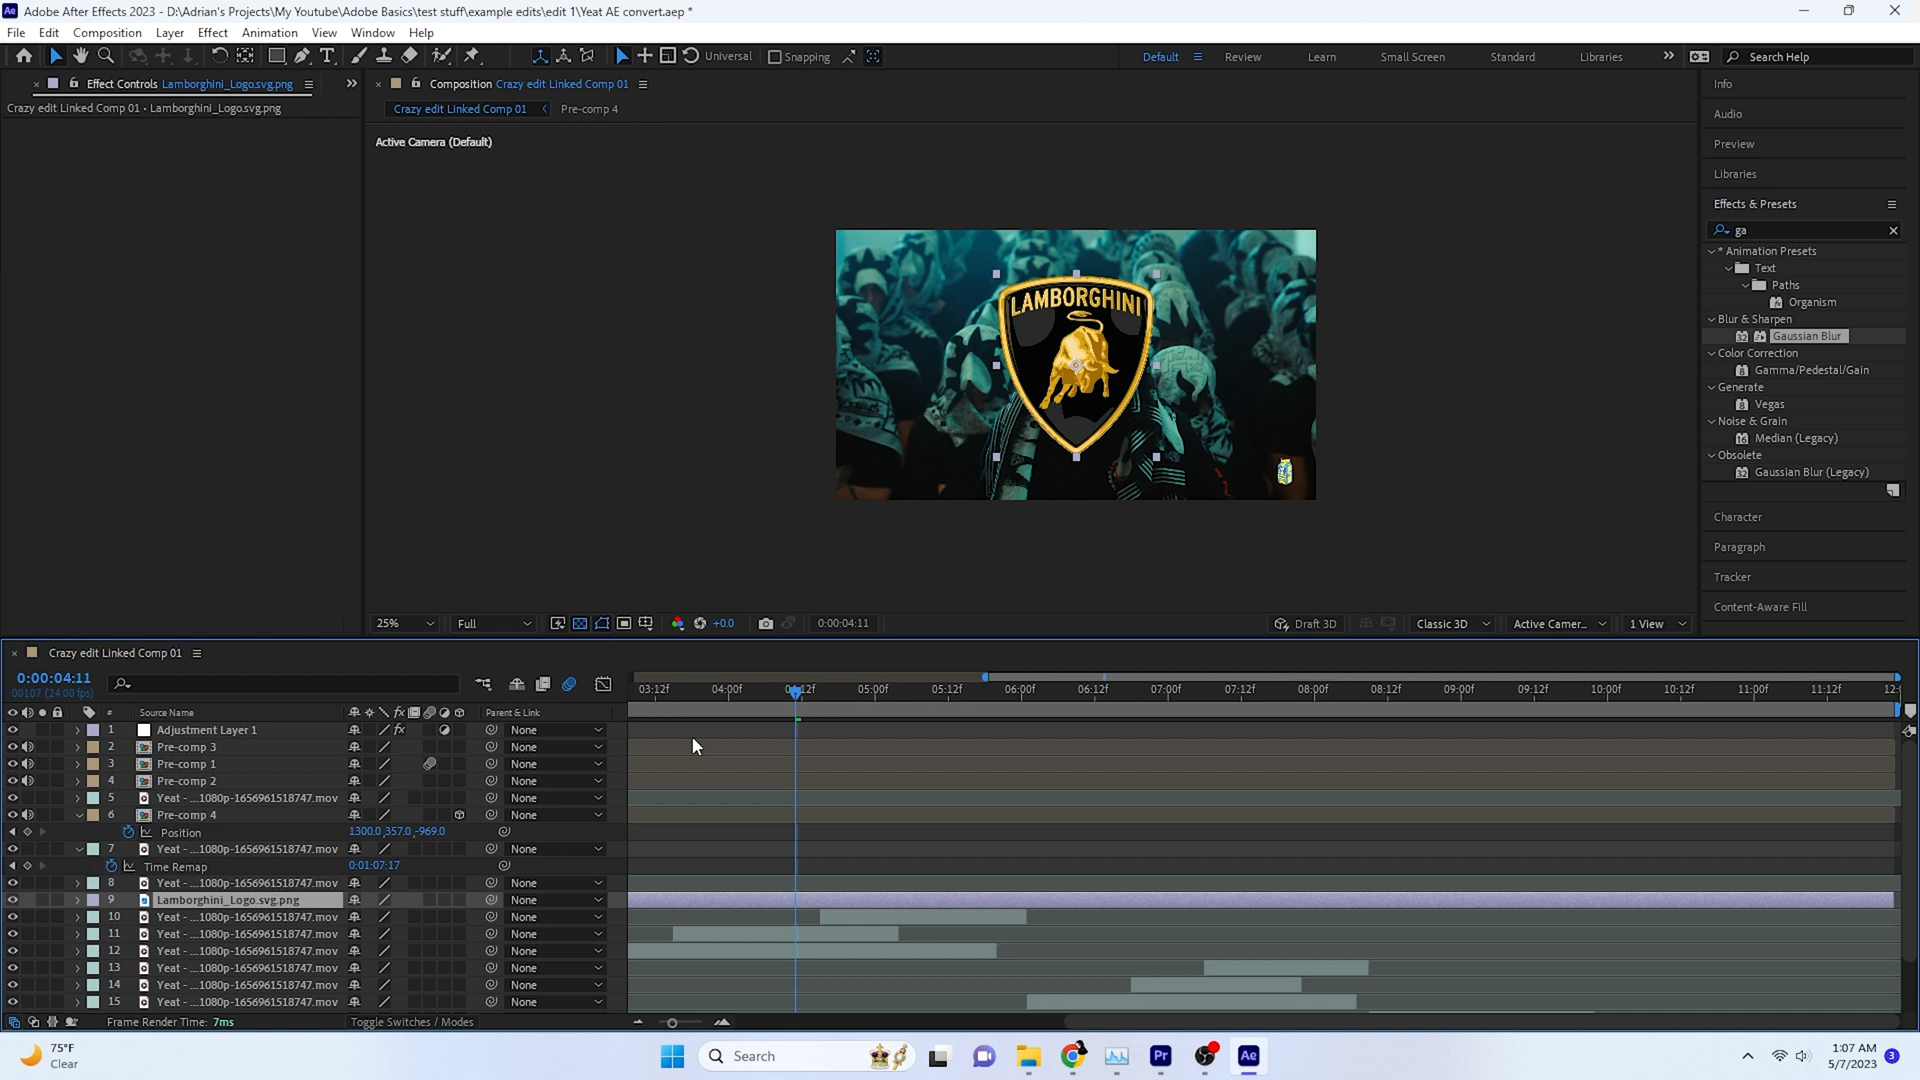 Adobe After Effects 2023 - D:\Adrian's Projects\My Youtube\Adobe Basics\test stuff\example edits\edit 1\Yeat AE convert.aep *
File Edit Composition Layer Effect Animation View Window Help
Universal Snapping Default Review Learn Small Screen Standard Libraries Search Help
Effect Controls Lamborghini_Logo.svg.png
Crazy edit Linked Comp 01 • Lamborghini_Logo.svg.png
Composition Crazy edit Linked Comp 01
Crazy edit Linked Comp 01 Pre-comp 4
Active Camera (Default)
LAMBORGHINI
25% Full +0.0 0:00:04:11 Draft 3D Classic 3D Active Camer... 1 View
Info
Audio
Preview
Libraries
Effects & Presets
ga
* Animation Presets
Text
Paths
Organism
Blur & Sharpen
Gaussian Blur
Color Correction
Gamma/Pedestal/Gain
Generate
Vegas
Noise & Grain
Median (Legacy)
Obsolete
Gaussian Blur (Legacy)
Character
Paragraph
Tracker
Content-Aware Fill
Crazy edit Linked Comp 01
0:00:04:11
00107 (24.00 fps)
03:12f 04:00f 05:00f 05:12f 06:00f 06:12f 07:00f 07:12f 08:00f 08:12f 09:00f 09:12f 10:00f 10:12f 11:00f 11:12f
# Source Name Parent & Link
1 Adjustment Layer 1 None
2 Pre-comp 3 None
3 Pre-comp 1 None
4 Pre-comp 2 None
5 Yeat - ...1080p-1656961518747.mov None
6 Pre-comp 4 None
Position 1300.0,357.0,-969.0
7 Yeat - ...1080p-1656961518747.mov None
Time Remap 0:01:07:17
8 Yeat - ...1080p-1656961518747.mov None
9 Lamborghini_Logo.svg.png None
10 Yeat - ...1080p-1656961518747.mov None
11 Yeat - ...1080p-1656961518747.mov None
12 Yeat - ...1080p-1656961518747.mov None
13 Yeat - ...1080p-1656961518747.mov None
14 Yeat - ...1080p-1656961518747.mov None
15 Yeat - ...1080p-1656961518747.mov None
Frame Render Time: 7ms Toggle Switches / Modes
75°F
Clear
Search
Pr
Ae
1:07 AM
5/7/2023
3